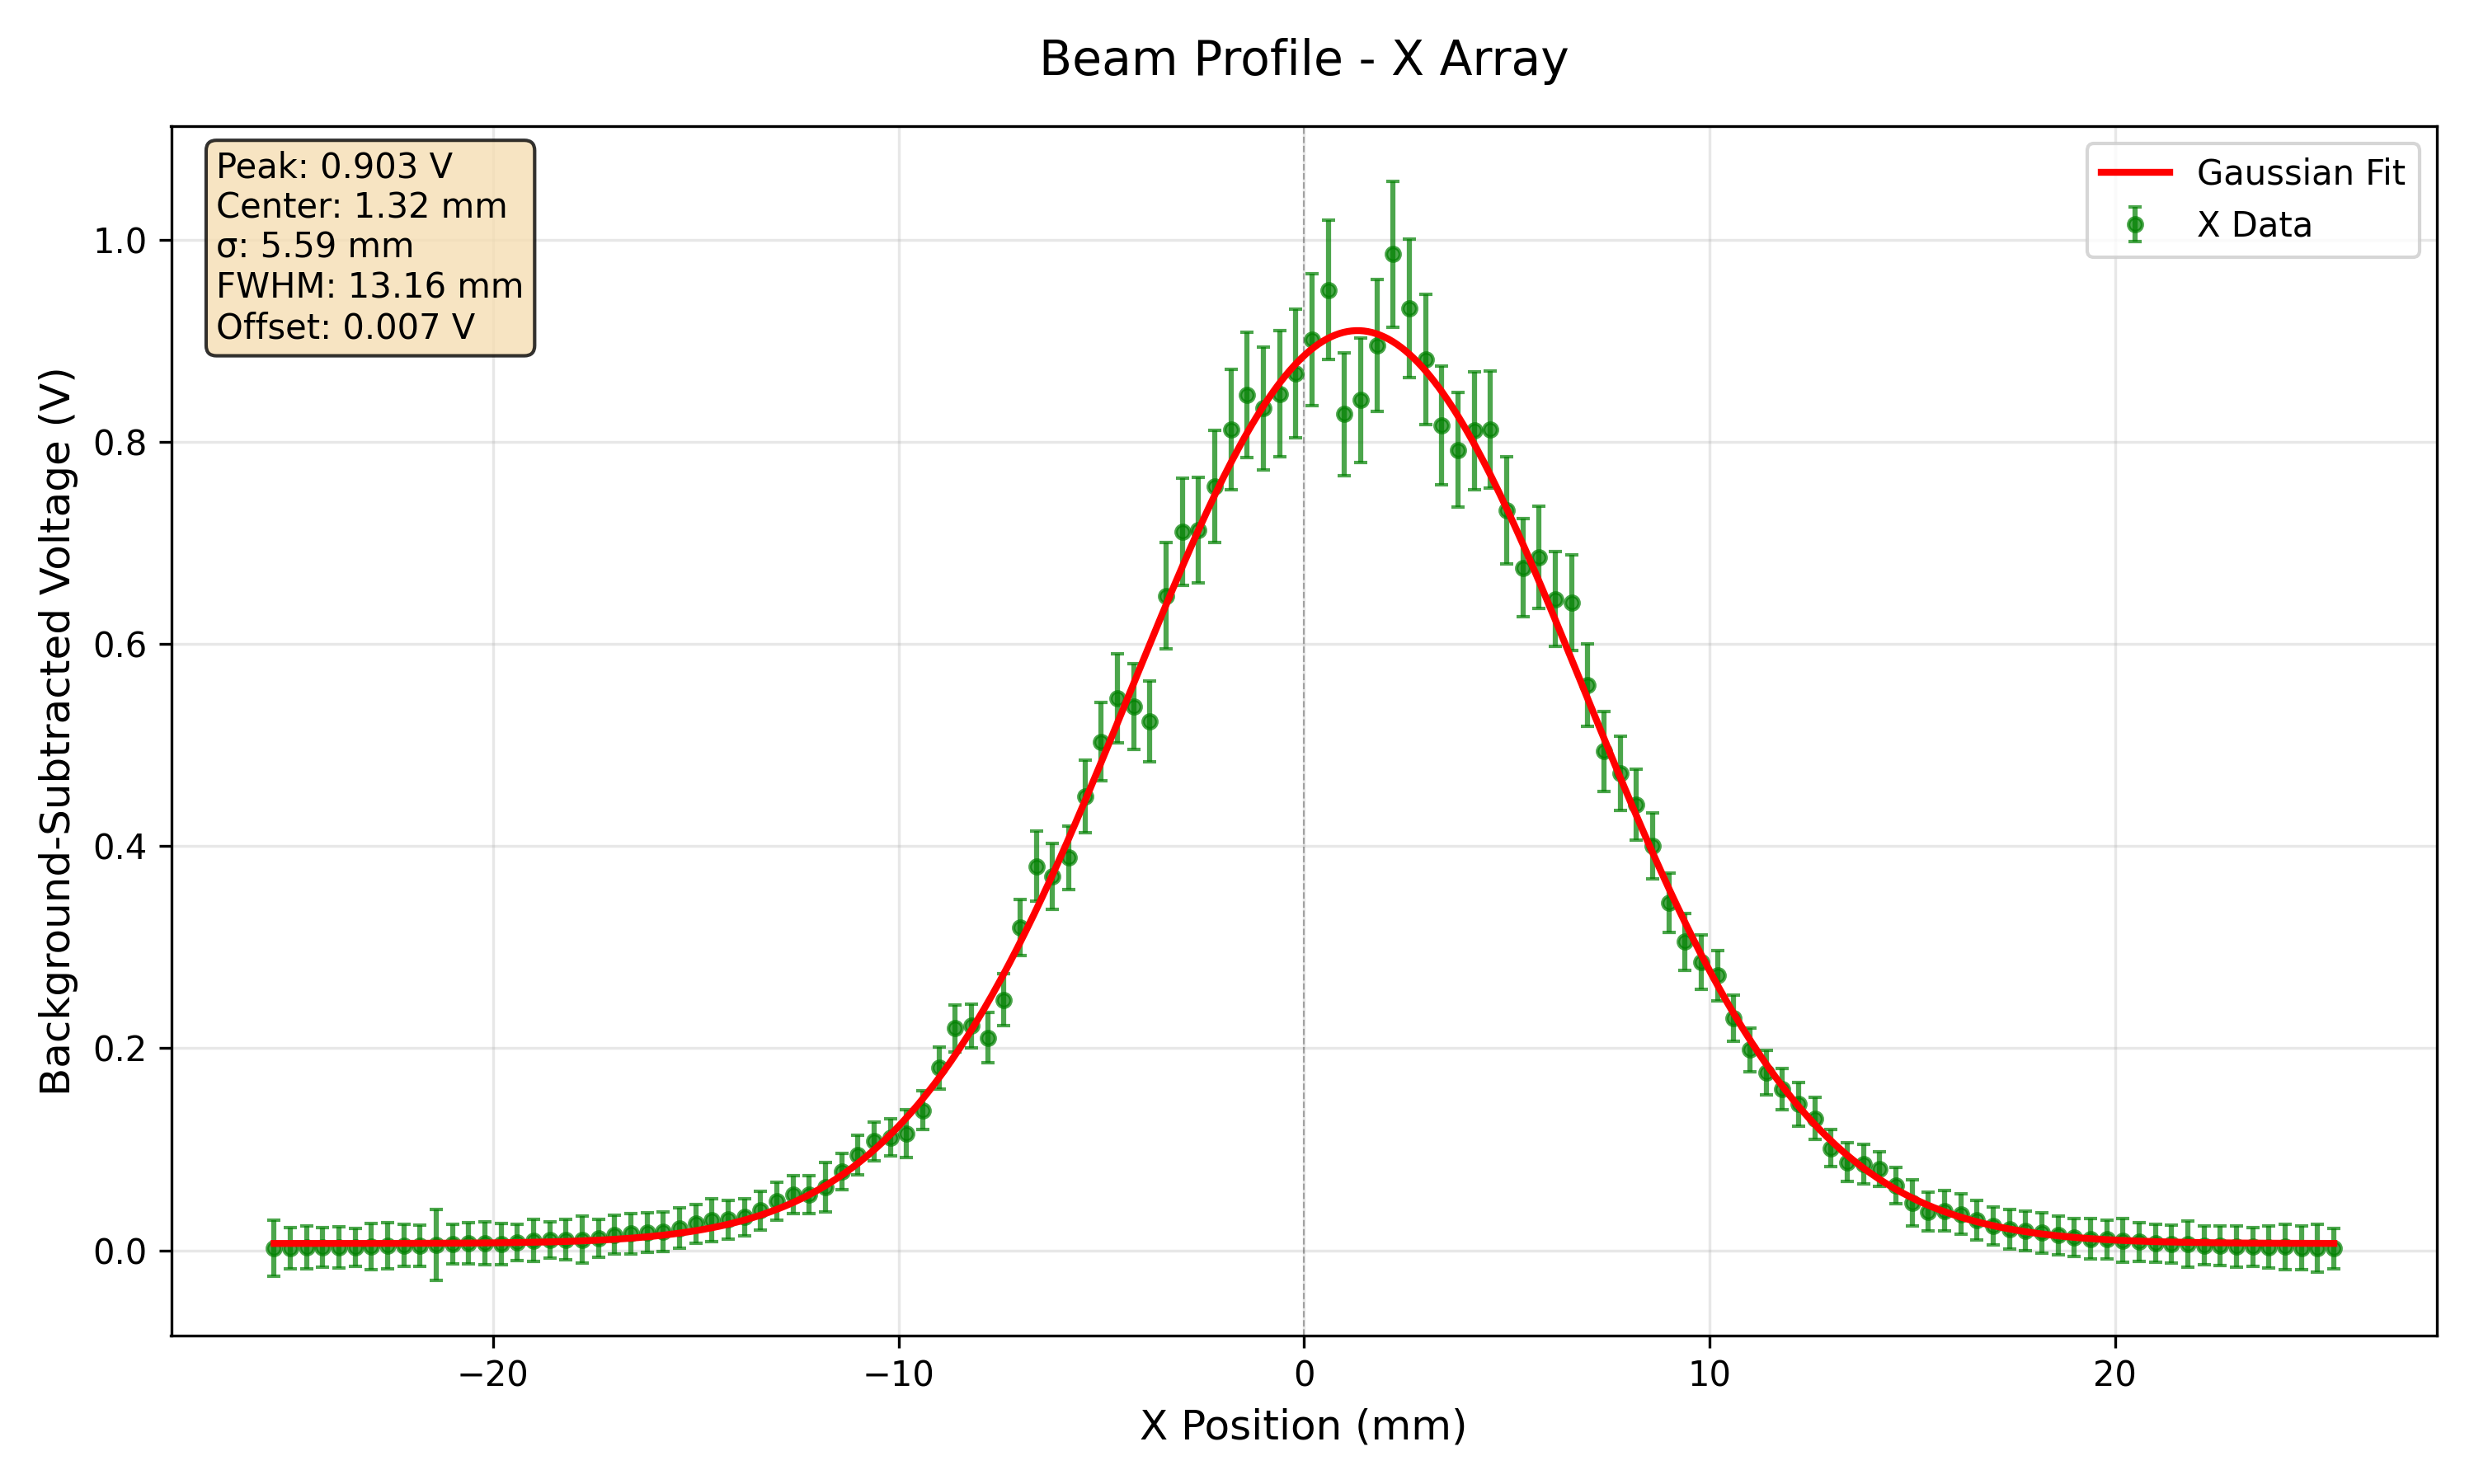 Beam Profile - X Array
Peak: 0.903 V
Center: 1.32 mm
σ: 5.59 mm
FWHM: 13.16 mm
Offset: 0.007 V
Gaussian Fit
X Data
Background-Subtracted Voltage (V)
1.0
0.8
0.6
0.4
0.2
0.0
−20
−10
0
10
20
X Position (mm)